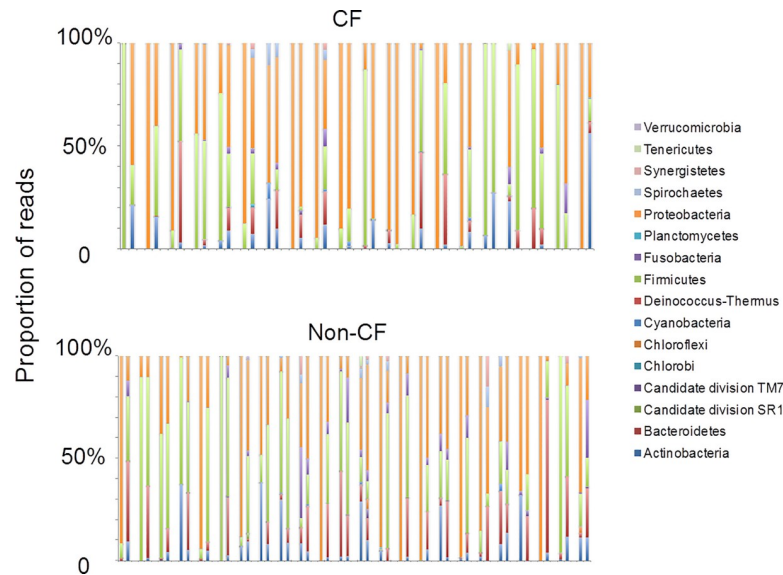 CF
100%
50%
0
Proportion of reads
Non-CF
100%
50%
0
Verrucomicrobia
Tenericutes
Synergistetes
Spirochaetes
Proteobacteria
Planctomycetes
Fusobacteria
Firmicutes
Deinococcus-Thermus
Cyanobacteria
Chloroflexi
Chlorobi
Candidate division TM7
Candidate division SR1
Bacteroidetes
Actinobacteria